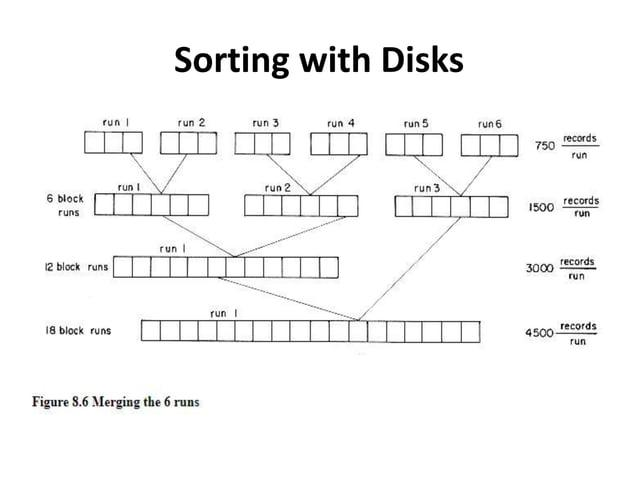 Sorting with Disks
run 1 run 2 run 3 run 4 run 5 run 6
750 records
run
run 1 run 2 run 3
6 block
runs
1500 records
run
run 1
12 block runs
3000 records
run
run 1
18 block runs
4500 records
run
Figure 8.6 Merging the 6 runs